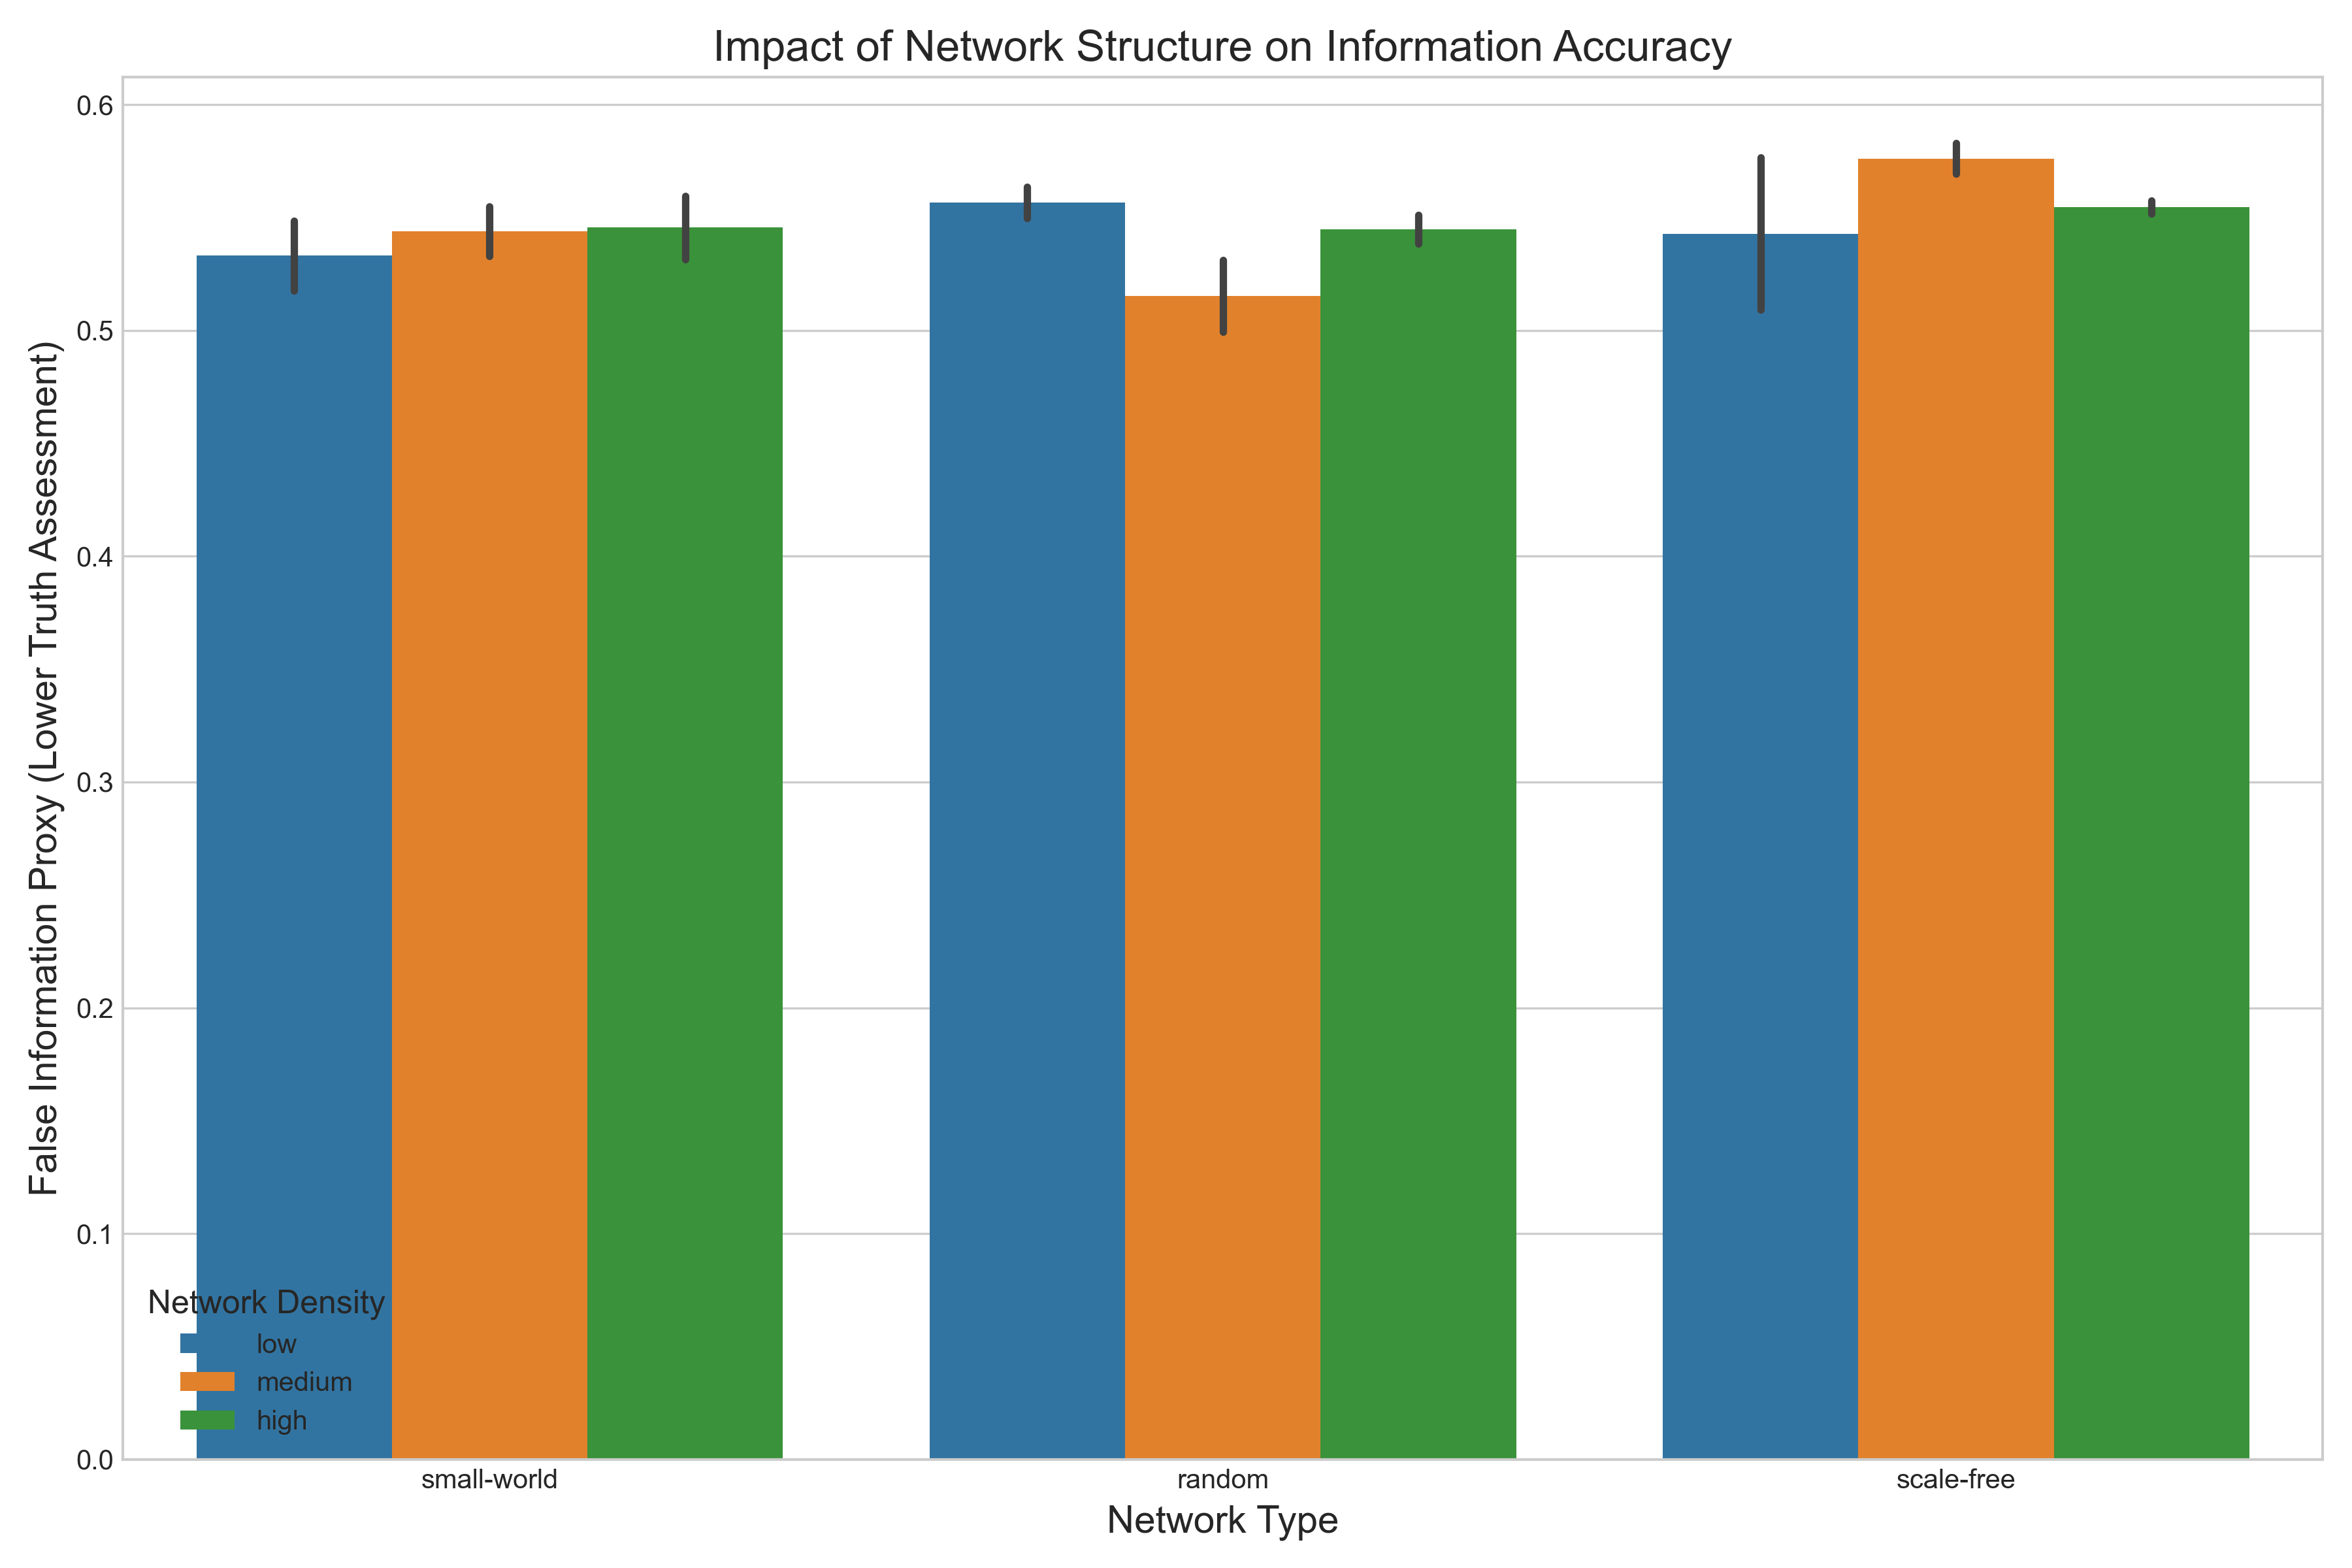 Impact of Network Structure on Information Accuracy
False Information Proxy (Lower Truth Assessment)
0.6
0.5
0.4
0.3
0.2
0.1
0.0
Network Density
low
medium
high
small-world
random
scale-free
Network Type